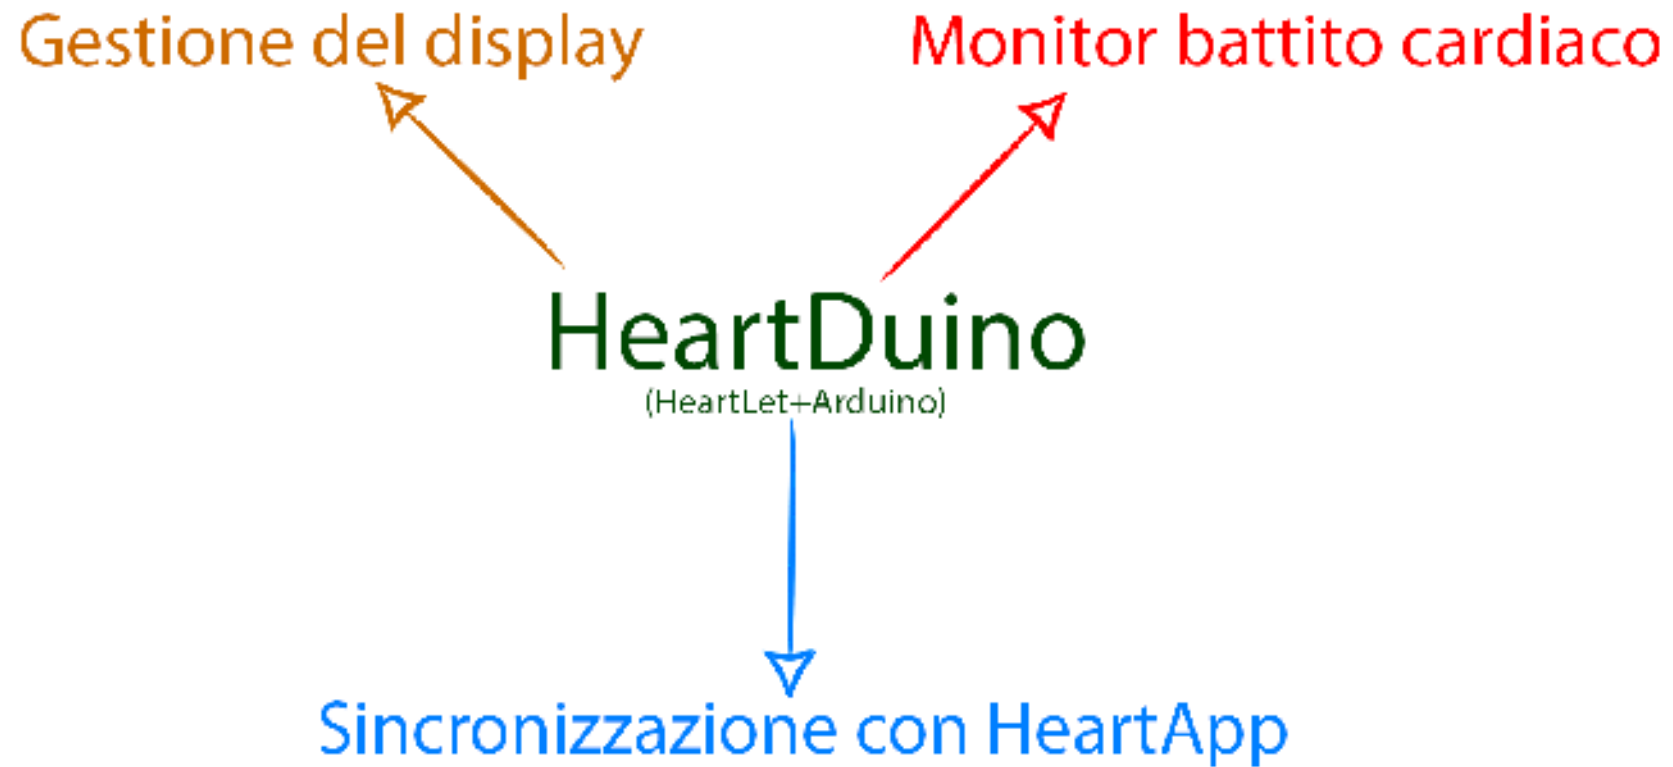 Gestione del display
Monitor battito cardiaco
HeartDuino
(HeartLet+Arduino)
Sincronizzazione con HeartApp